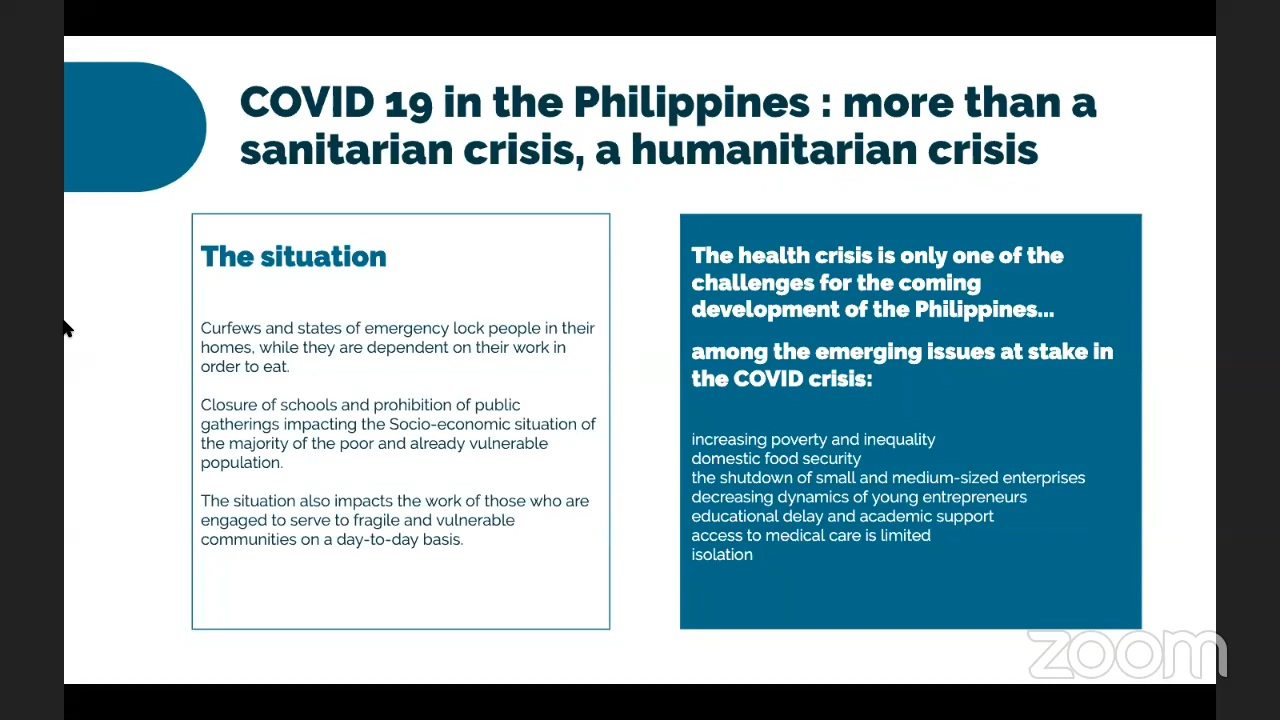 COVID 19 in the Philippines : more than a
sanitarian crisis, a humanitarian crisis
The situation
Curfews and states of emergency lock people in their
homes, while they are dependent on their work in
order to eat.
Closure of schools and prohibition of public
gatherings impacting the Socio-economic situation of
the majority of the poor and already vulnerable
population.
The situation also impacts the work of those who are
engaged to serve to fragile and vulnerable
communities on a day-to-day basis.
The health crisis is only one of the
challenges for the coming
development of the Philippines...
among the emerging issues at stake in
the COVID crisis:
increasing poverty and inequality
domestic food security
the shutdown of small and medium-sized enterprises
decreasing dynamics of young entrepreneurs
educational delay and academic support
access to medical care is limited
isolation
zoom